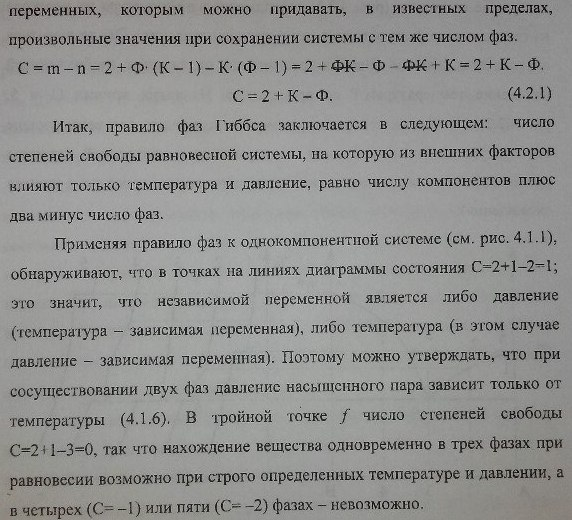 переменных, которым можно придавать, в известных пределах,
произвольные значения при сохранении системы с тем же числом фаз.
С = m – n = 2 + Ф· (К – 1) – К· (Ф – 1) = 2 + ФК – Ф – ФК + К = 2 + К – Ф.
С = 2 + К – Ф. (4.2.1)
Итак, правило фаз Гиббса заключается в следующем: число
степеней свободы равновесной системы, на которую из внешних факторов
влияют только температура и давление, равно числу компонентов плюс
два минус число фаз.
Применяя правило фаз к однокомпонентной системе (см. рис. 4.1.1),
обнаруживают, что в точках на линиях диаграммы состояния С=2+1–2=1;
это значит, что независимой переменной является либо давление
(температура – зависимая переменная), либо температура (в этом случае
давление – зависимая переменная). Поэтому можно утверждать, что при
сосуществовании двух фаз давление насыщенного пара зависит только от
температуры (4.1.6). В тройной точке f число степеней свободы
С=2+1–3=0, так что нахождение вещества одновременно в трех фазах при
равновесии возможно при строго определенных температуре и давлении, а
в четырех (С= –1) или пяти (С= –2) фазах – невозможно.